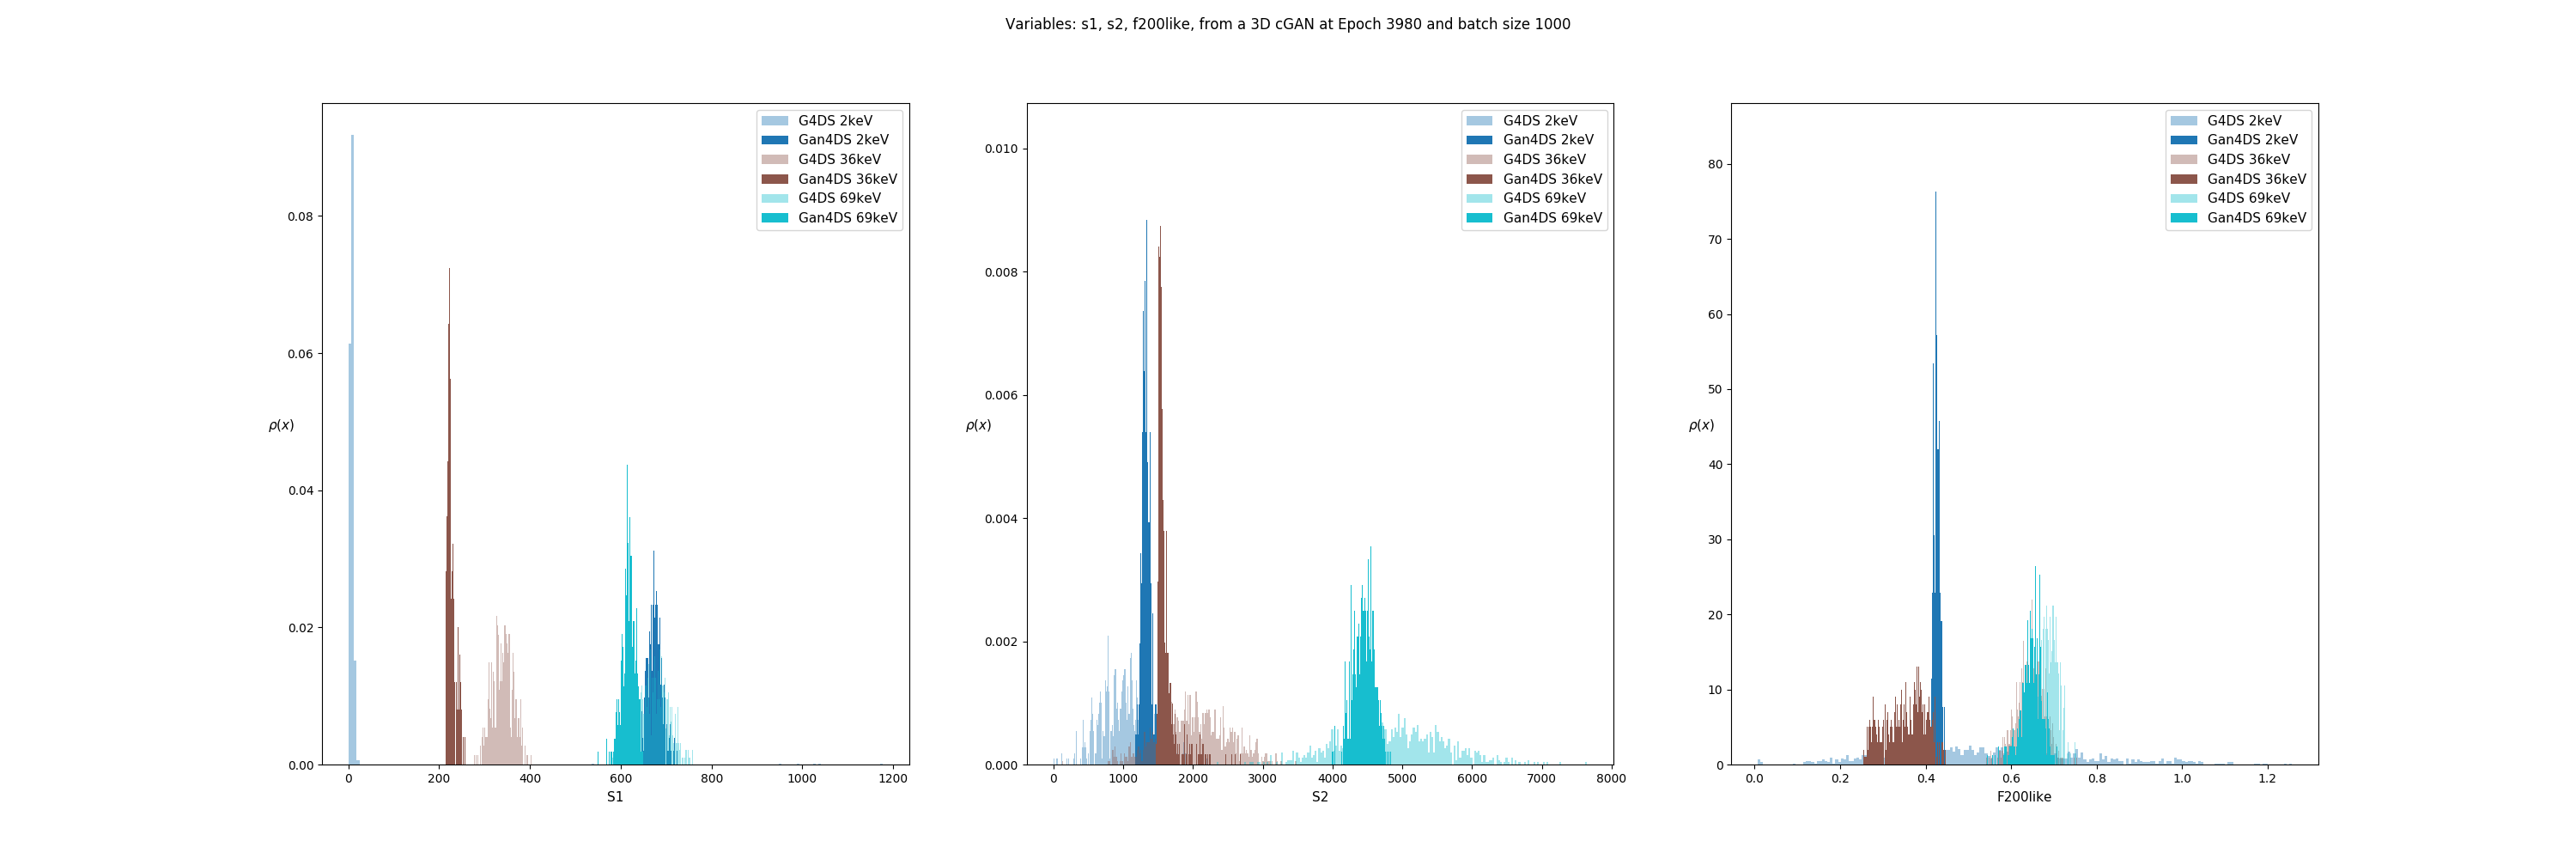 Variables: s1, s2, f200like, from a 3D cGAN at Epoch 3980 and batch size 1000
G4DS 2keV
Gan4DS 2keV
G4DS 36keV
Gan4DS 36keV
G4DS 69keV
Gan4DS 69keV
0.08
0.06
ρ(x)
0.04
0.02
0.00
0 200 400 600 800 1000 1200
S1
G4DS 2keV
Gan4DS 2keV
G4DS 36keV
Gan4DS 36keV
G4DS 69keV
Gan4DS 69keV
0.010
0.008
0.006
ρ(x)
0.004
0.002
0.000
0 1000 2000 3000 4000 5000 6000 7000 8000
S2
G4DS 2keV
Gan4DS 2keV
G4DS 36keV
Gan4DS 36keV
G4DS 69keV
Gan4DS 69keV
80
70
60
50
ρ(x)
40
30
20
10
0
0.0 0.2 0.4 0.6 0.8 1.0 1.2
F200like